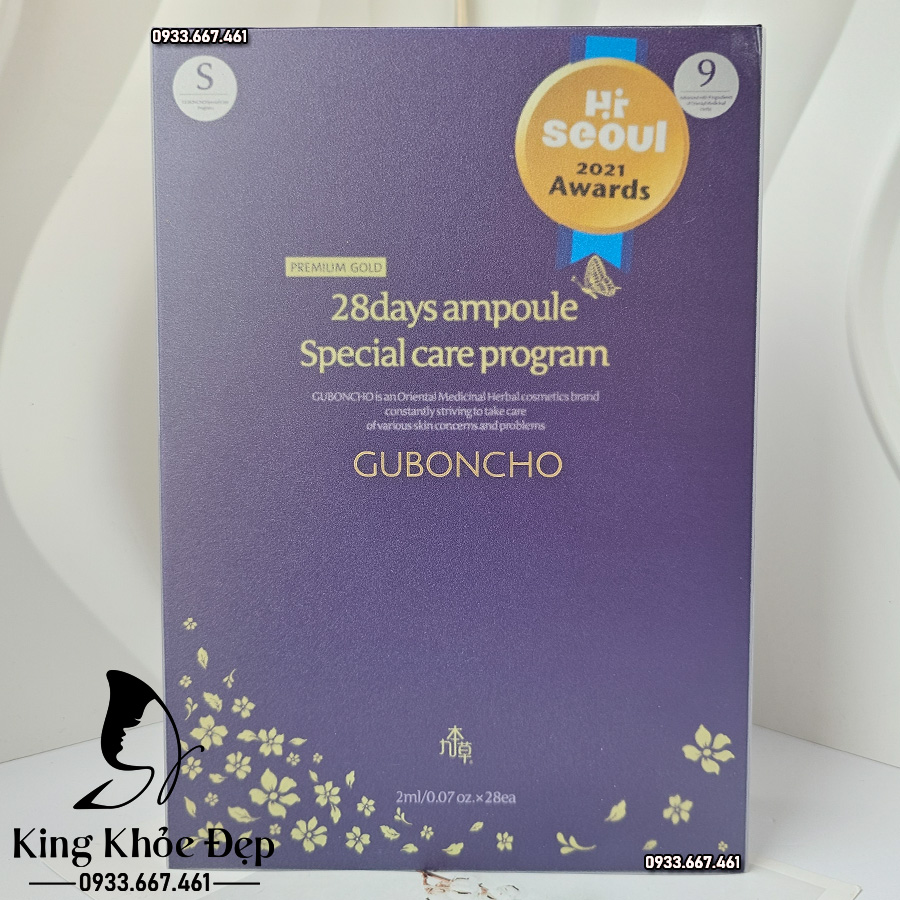 0933.667.461
S
9
Hi
seoul
2021
Awards
PREMIUM GOLD
28days ampoule
Special care program
GUBONCHO is an Oriental Medicinal Herbal cosmetics brand
constantly striving to take care
of various skin concerns and problems
GUBONCHO
本
九草
2ml/0.07 oz.×28ea
King Khỏe Đẹp
0933.667.461
0933.667.461